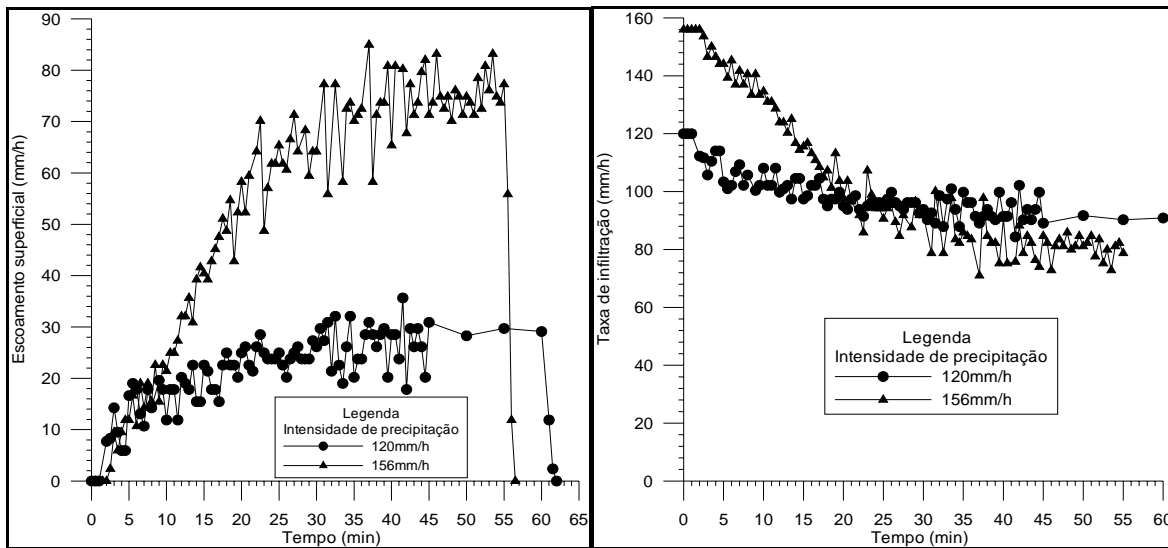 Escoamento superficial (mm/h)
90
80
70
60
50
40
30
20
10
0
0 5 10 15 20 25 30 35 40 45 50 55 60 65
Tempo (min)
Legenda
Intensidade de precipitação
120mm/h
156mm/h
Taxa de infiltração (mm/h)
160
140
120
100
80
60
40
20
0
0 5 10 15 20 25 30 35 40 45 50 55 60
Tempo (min)
Legenda
Intensidade de precipitação
120mm/h
156mm/h